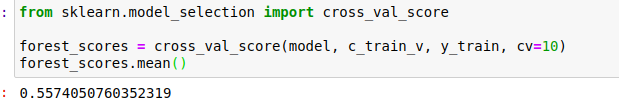 : from sklearn.model_selection import cross_val_score
forest_scores = cross_val_score(model, c_train_v, y_train, cv=10)
forest_scores.mean()
: 0.5574050760352319